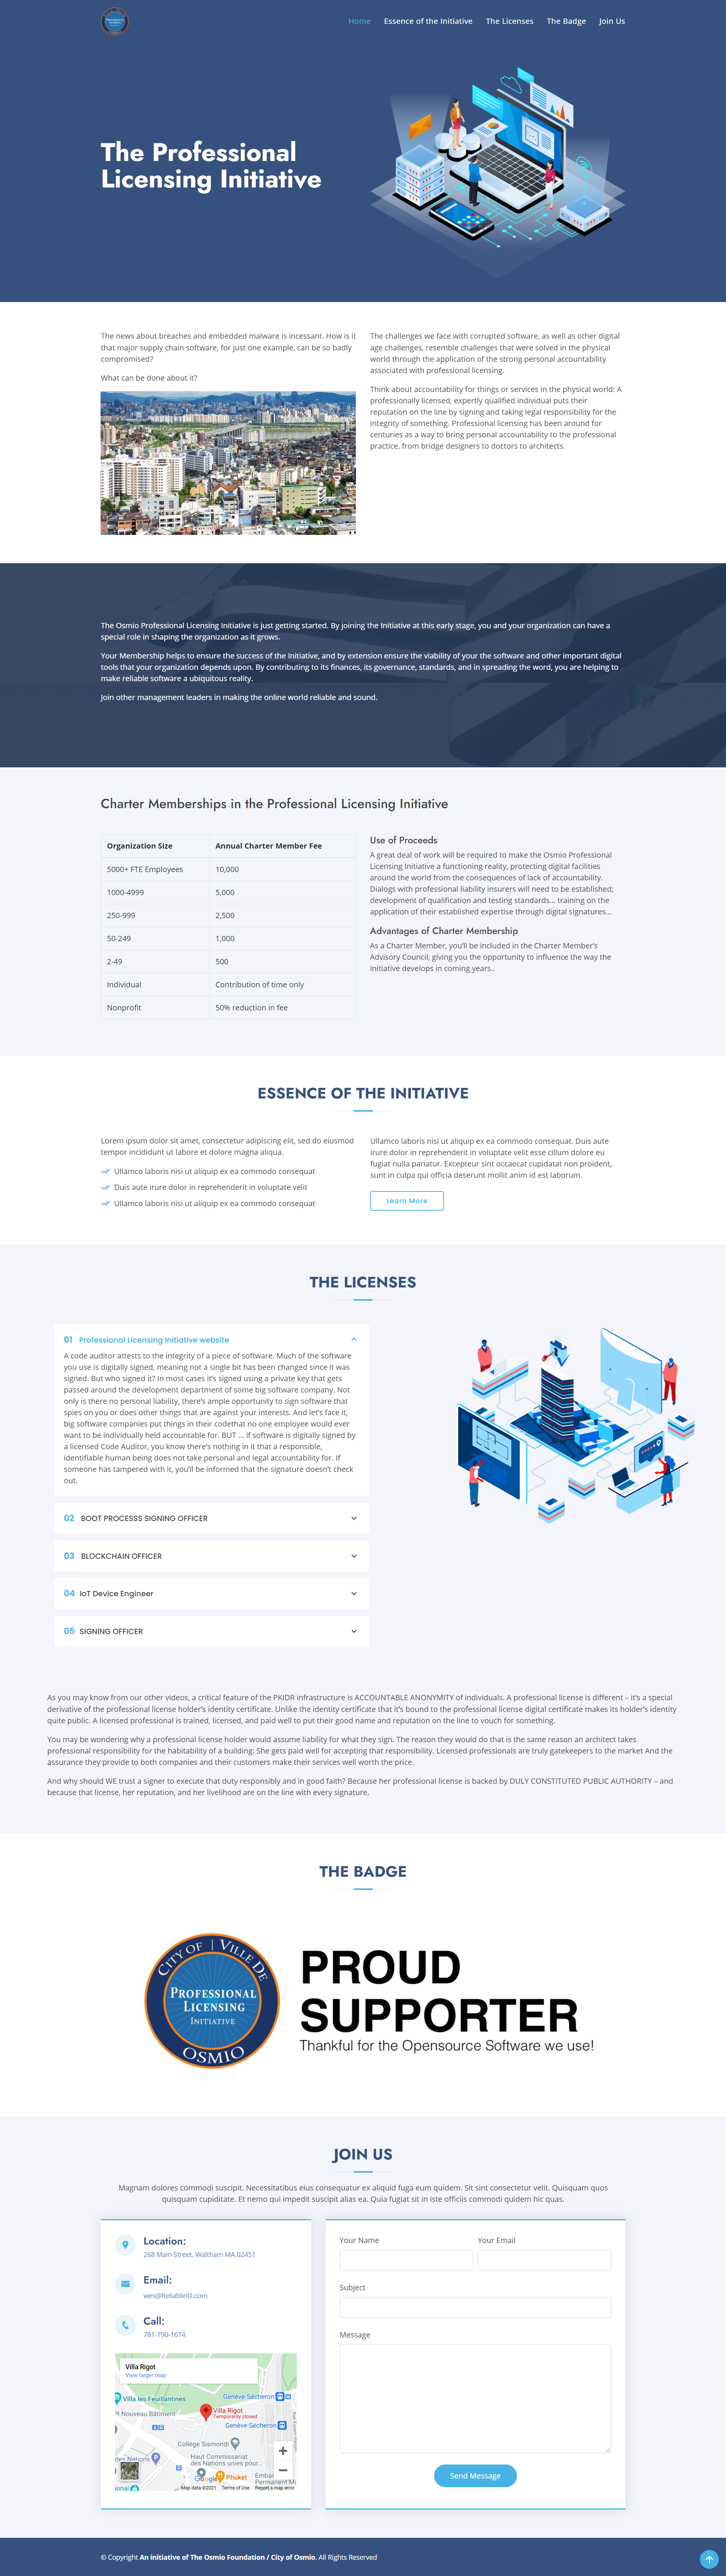 Home Essence of the Initiative The Licenses The Badge Join Us
The Professional
Licensing Initiative
The news about breaches and embedded malware is incessant. How is it
that major supply chain software, for just one example, can be so badly
compromised?
What can be done about it?
The challenges we face with corrupted software, as well as other digital
age challenges, resemble challenges that were solved in the physical
world through the application of the strong personal accountability
associated with professional licensing.
Think about accountability for things or services in the physical world: A
professionally licensed, expertly qualified individual puts their
reputation on the line by signing and taking legal responsibility for the
integrity of something. Professional licensing has been around for
centuries as a way to bring personal accountability to the professional
practice, from bridge designers to doctors to architects.
The Osmio Professional Licensing Initiative is just getting started. By joining the Initiative at this early stage, you and your organization can have a
special role in shaping the organization as it grows.
Your Membership helps to ensure the success of the Initiative, and by extension ensure the viability of your the software and other important digital
tools that your organization depends upon. By contributing to its finances, its governance, standards, and in spreading the word, you are helping to
make reliable software a ubiquitous reality.
Join other management leaders in making the online world reliable and sound.
Charter Memberships in the Professional Licensing Initiative
Organization Size Annual Charter Member Fee
5000+ FTE Employees 10,000
1000-4999 5,000
250-999 2,500
50-249 1,000
2-49 500
Individual Contribution of time only
Nonprofit 50% reduction in fee
Use of Proceeds
A great deal of work will be required to make the Osmio Professional
Licensing Initiative a functioning reality, protecting digital facilities
around the world from the consequences of lack of accountability.
Dialogs with professional liability insurers will need to be established;
development of qualification and testing standards... training on the
application of their established expertise through digital signatures...
Advantages of Charter Membership
As a Charter Member, you'll be included in the Charter Member's
Advisory Council, giving you the opportunity to influence the way the
Initiative develops in coming years..
ESSENCE OF THE INITIATIVE
Lorem ipsum dolor sit amet, consectetur adipiscing elit, sed do eiusmod
tempor incididunt ut labore et dolore magna aliqua.
Ullamco laboris nisi ut aliquip ex ea commodo consequat
Duis aute irure dolor in reprehenderit in voluptate velit
Ullamco laboris nisi ut aliquip ex ea commodo consequat
Ullamco laboris nisi ut aliquip ex ea commodo consequat. Duis aute
irure dolor in reprehenderit in voluptate velit esse cillum dolore eu
fugiat nulla pariatur. Excepteur sint occaecat cupidatat non proident,
sunt in culpa qui officia deserunt mollit anim id est laborum.
Learn More
THE LICENSES
01 Professional Licensing Initiative website
A code auditor attests to the integrity of a piece of software. Much of the software
you use is digitally signed, meaning not a single bit has been changed since it was
signed. But who signed it? In most cases it's signed using a private key that gets
passed around the development department of some big software company. Not
only is there no personal liability, there's ample opportunity to sign software that
spies on you or does other things that are against your interests. And let's face it,
big software companies put things in their codethat no one employee would ever
want to be individually held accountable for. BUT ... if software is digitally signed by
a licensed Code Auditor, you know there's nothing in it that a responsible,
identifiable human being does not take personal and legal accountability for. If
someone has tampered with it, you'll be informed that the signature doesn't check
out.
02 BOOT PROCESSS SIGNING OFFICER
03 BLOCKCHAIN OFFICER
04 IoT Device Engineer
05 SIGNING OFFICER
As you may know from our other videos, a critical feature of the PKIDR infrastructure is ACCOUNTABLE ANONYMITY of individuals. A professional license is different – it's a special
derivative of the professional license holder's identity certificate. Unlike the identity certificate that it's bound to the professional license digital certificate makes its holder's identity
quite public. A licensed professional is trained, licensed, and paid well to put their good name and reputation on the line to vouch for something.
You may be wondering why a professional license holder would assume liability for what they sign. The reason they would do that is the same reason an architect takes
professional responsibility for the habitability of a building: She gets paid well for accepting that responsibility. Licensed professionals are truly gatekeepers to the market And the
assurance they provide to both companies and their customers make their services well worth the price.
And why should WE trust a signer to execute that duty responsibly and in good faith? Because her professional license is backed by DULY CONSTITUTED PUBLIC AUTHORITY – and
because that license, her reputation, and her livelihood are on the line with every signature.
THE BADGE
CITY OF | VILLE DE
PROFESSIONAL
LICENSING
INITIATIVE
OSMIO
PROUD
SUPPORTER
Thankful for the Opensource Software we use!
JOIN US
Magnam dolores commodi suscipit. Necessitatibus eius consequatur ex aliquid fuga eum quidem. Sit sint consectetur velit. Quisquam quos
quisquam cupiditate. Et nemo qui impedit suscipit alias ea. Quia fugiat sit in iste officiis commodi quidem hic quas.
Location:
268 Main Street, Waltham MA 02451
Email:
wes@ReliableID.com
Call:
781-790-1674
Villa Rigot
View larger map
Villa les Feuillantines
Genève-Sécheron
Pl Nouveau Bâtiment
Villa Rigot
Temporarily closed
Genève-Sécheron
Collège Sismondi
des Nations
Haut Commissariat
des Nations unies pour...
Google
Phuket
Embas
Permanent Mi
Map data ©2021 Terms of Use Report a map error
Your Name
Your Email
Subject
Message
Send Message
© Copyright An initiative of The Osmio Foundation / City of Osmio. All Rights Reserved